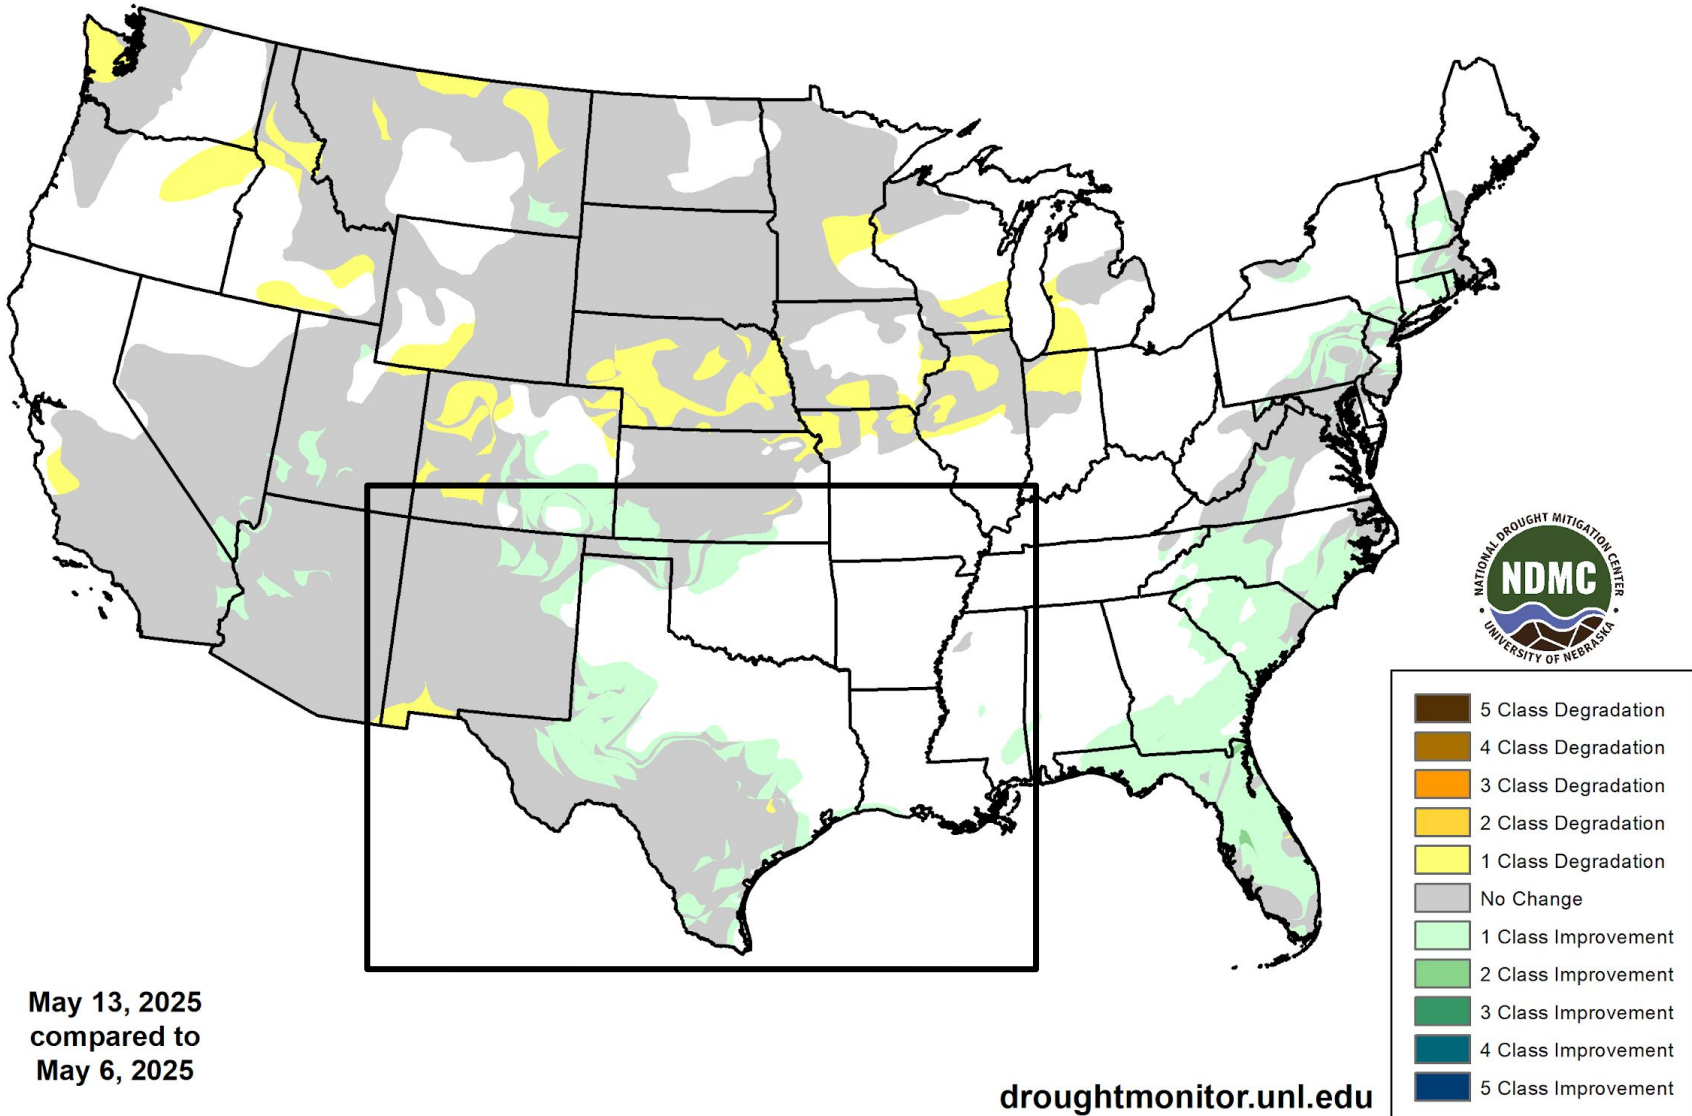 NATIONAL DROUGHT MITIGATION CENTER
NDMC
UNIVERSITY OF NEBRASKA
5 Class Degradation
4 Class Degradation
3 Class Degradation
2 Class Degradation
1 Class Degradation
No Change
1 Class Improvement
2 Class Improvement
3 Class Improvement
4 Class Improvement
5 Class Improvement
May 13, 2025
compared to
May 6, 2025
droughtmonitor.unl.edu